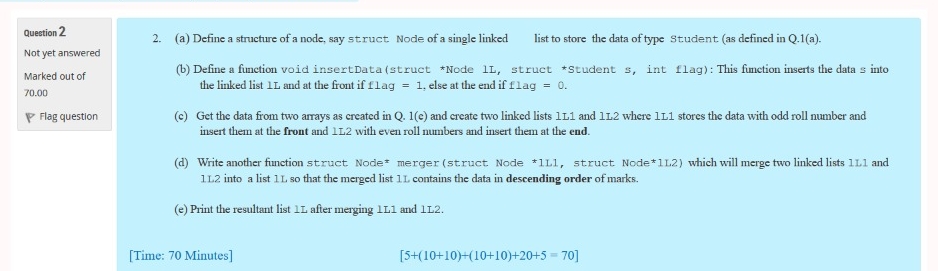 Question 2
Not yet answered
Marked out of
70.00
Flag question
2. (a) Define a structure of a node, say struct Node of a single linked list to store the data of type Student (as defined in Q.1(a).
(b) Define a function void insertData(struct *Node lL, struct *Student s, int flag): This function inserts the data s into
the linked list lL and at the front if flag = 1, else at the end if flag = 0.
(c) Get the data from two arrays as created in Q. 1(e) and create two linked lists lL1 and lL2 where lL1 stores the data with odd roll number and
insert them at the front and lL2 with even roll numbers and insert them at the end.
(d) Write another function struct Node* merger(struct Node *lL1, struct Node*lL2) which will merge two linked lists lL1 and
lL2 into a list lL so that the merged list lL contains the data in descending order of marks.
(e) Print the resultant list lL after merging lL1 and lL2.
[Time: 70 Minutes] [5+(10+10)+(10+10)+20+5 = 70]